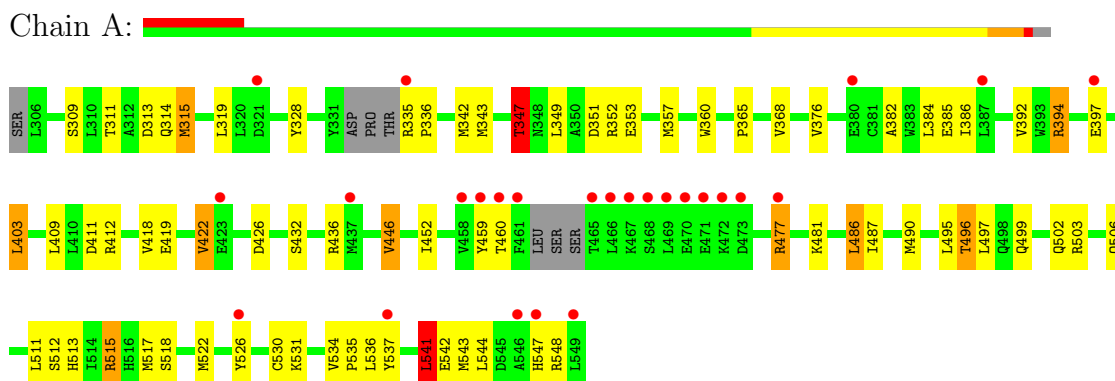 Chain A:
SER L306 S309 L310 T311 A312 D313 Q314 M315 L319 L320 D321 Y328 Y331 ASP PRO THR R335 P336 M342 M343 T347 N348 L349 A350 D351 R352 E353 M357 W360 P365 V368 V376 E380 C381 A382 W383 L384 E385 I386 L387 V392 W393 R394 E397
L403 L409 L410 D411 R412 V418 E419 V422 E423 D426 S432 R436 M437 V446 I452 V458 Y459 T460 F461 LEU SER SER T465 L466 K467 S468 L469 E470 E471 K472 D473 R477 K481 L486 I487 M490 L495 T496 L497 Q498 Q499 Q502 R503
L511 S512 H513 I514 R515 H516 M517 S518 M522 Y526 C530 K531 V534 P535 L536 Y537 L541 E542 M543 L544 D545 A546 H547 R548 L549